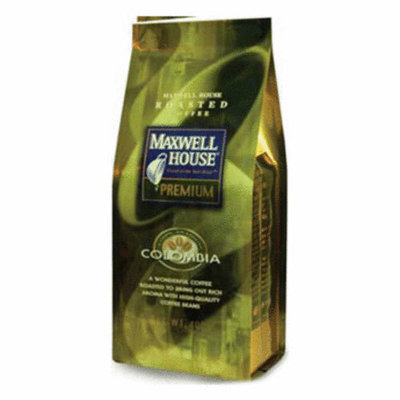 MAXWELL HOUSE
ROASTED
COFFEE
MAXWELL
HOUSE®
PREMIUM
COLOMBIA
A WONDERFUL COFFEE
ROASTED TO BRING OUT RICH
AROMA WITH HIGH-QUALITY
COFFEE BEANS